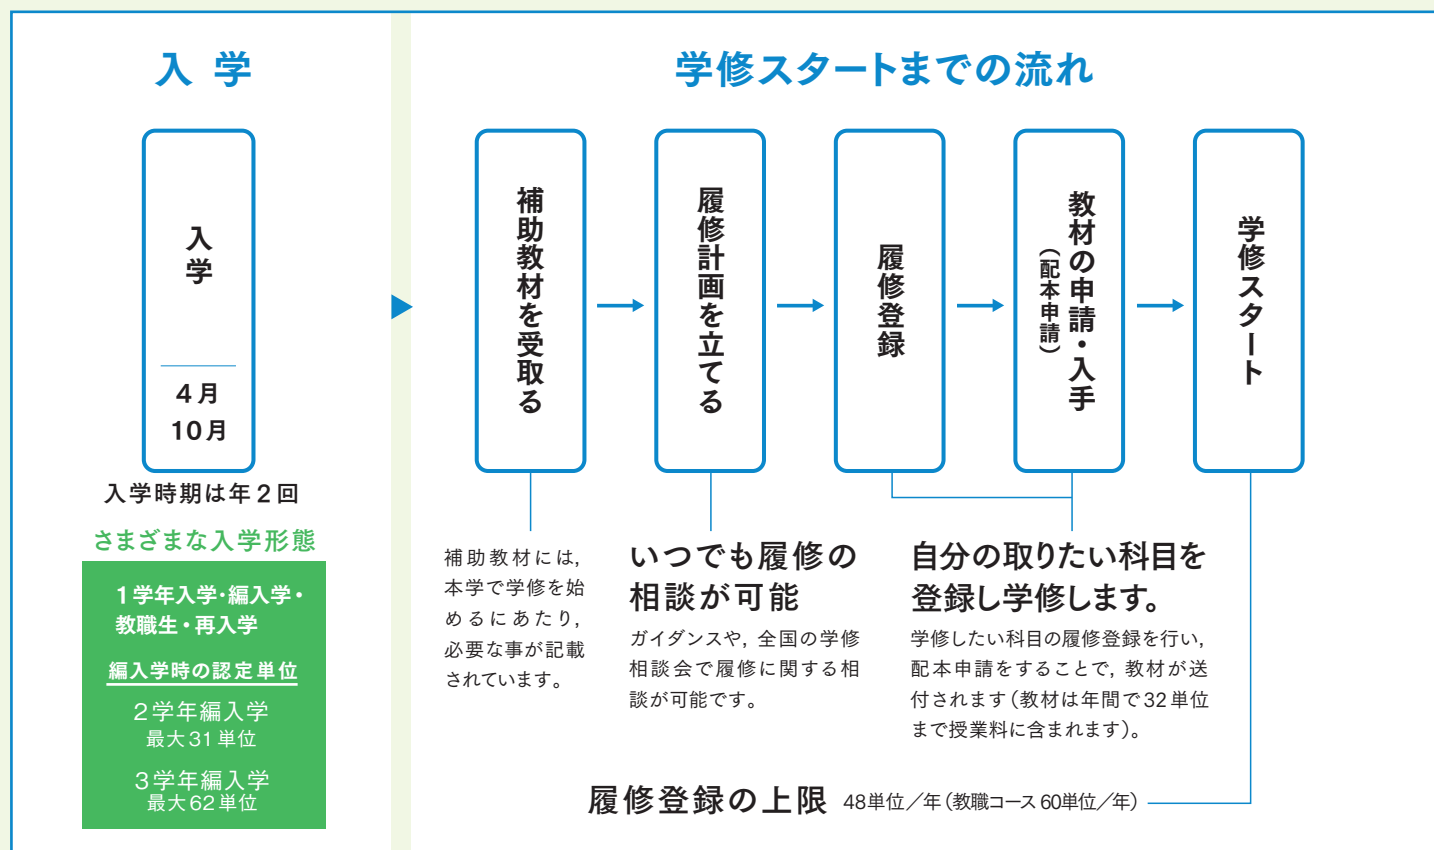 入学
入学
4月
10月
入学時期は年2回
さまざまな入学形態
1学年入学・編入学・
教職生・再入学
編入学時の認定単位
2学年編入学
最大31単位
3学年編入学
最大62単位
学修スタートまでの流れ
補助教材を受取る
履修計画を立てる
履修登録
教材の申請・入手
（配本申請）
学修スタート
補助教材には,
本学で学修を始
めるにあたり,
必要な事が記載
されています。
いつでも履修の
相談が可能
ガイダンスや, 全国の学修
相談会で履修に関する相
談が可能です。
自分の取りたい科目を
登録し学修します。
学修したい科目の履修登録を行い,
配本申請をすることで, 教材が送
付されます（教材は年間で32単位
まで授業料に含まれます）。
履修登録の上限 48単位／年（教職コース 60単位／年）